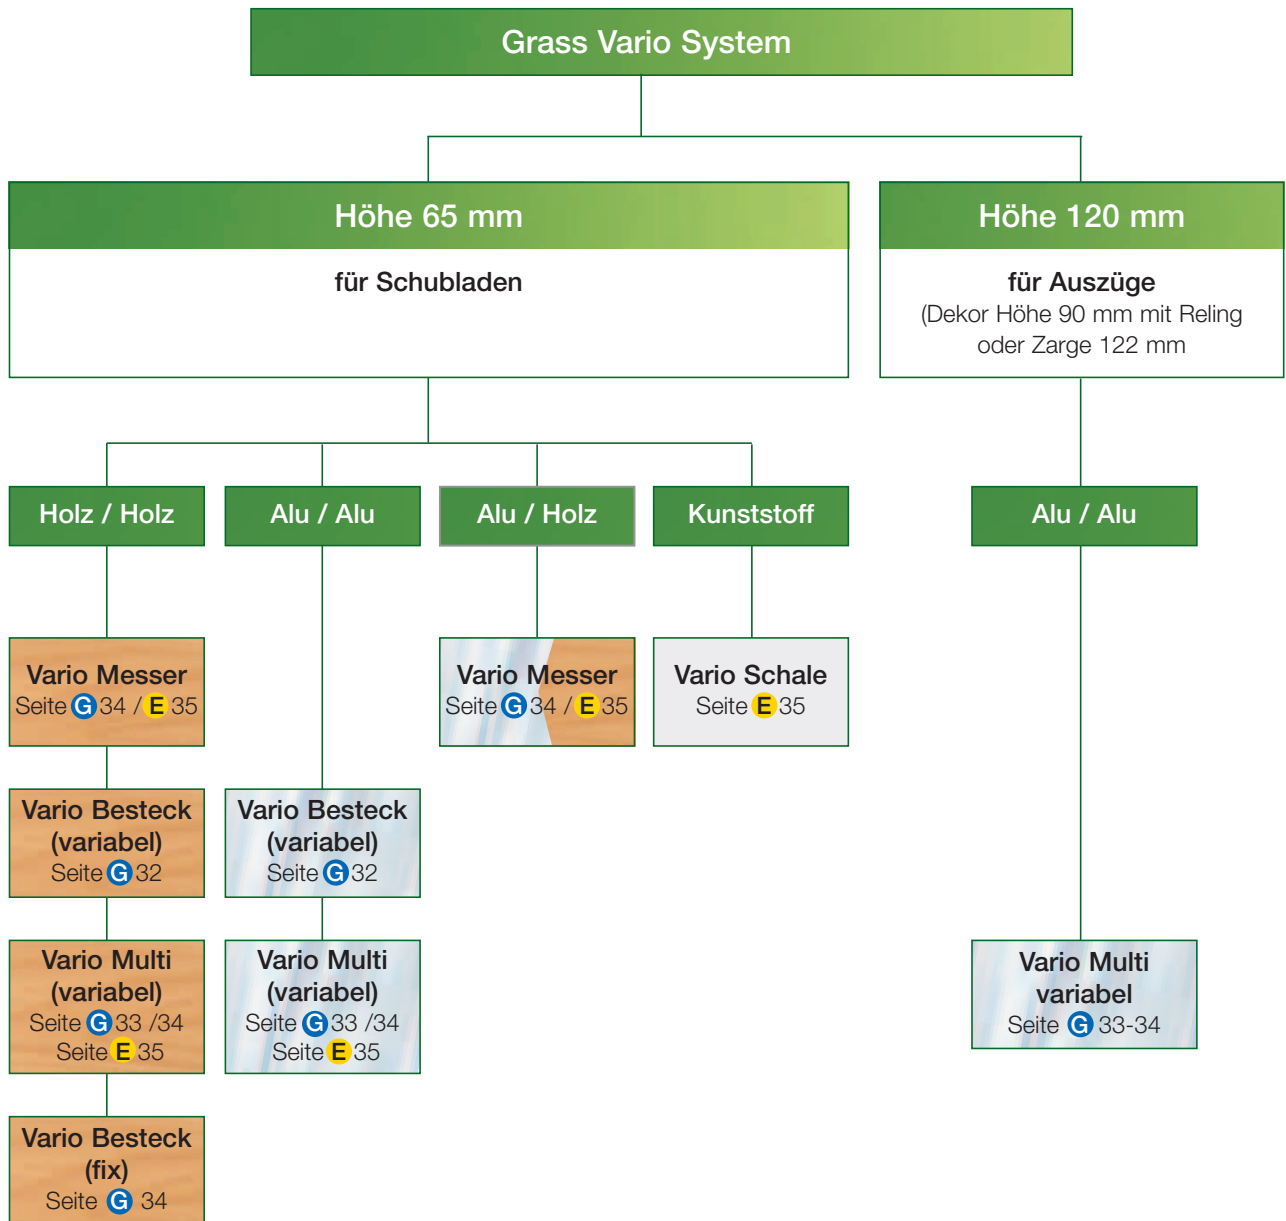 Grass Vario System
Höhe 65 mm
für Schubladen
Höhe 120 mm
für Auszüge
(Dekor Höhe 90 mm mit Reling
oder Zarge 122 mm
Holz / Holz
Alu / Alu
Alu / Holz
Kunststoff
Alu / Alu
Vario Messer
Seite G 34 / E 35
Vario Messer
Seite G 34 / E 35
Vario Schale
Seite E 35
Vario Besteck
(variabel)
Seite G 32
Vario Besteck
(variabel)
Seite G 32
Vario Multi
(variabel)
Seite G 33 /34
Seite E 35
Vario Multi
(variabel)
Seite G 33 /34
Seite E 35
Vario Multi
variabel
Seite G 33-34
Vario Besteck
(fix)
Seite G 34